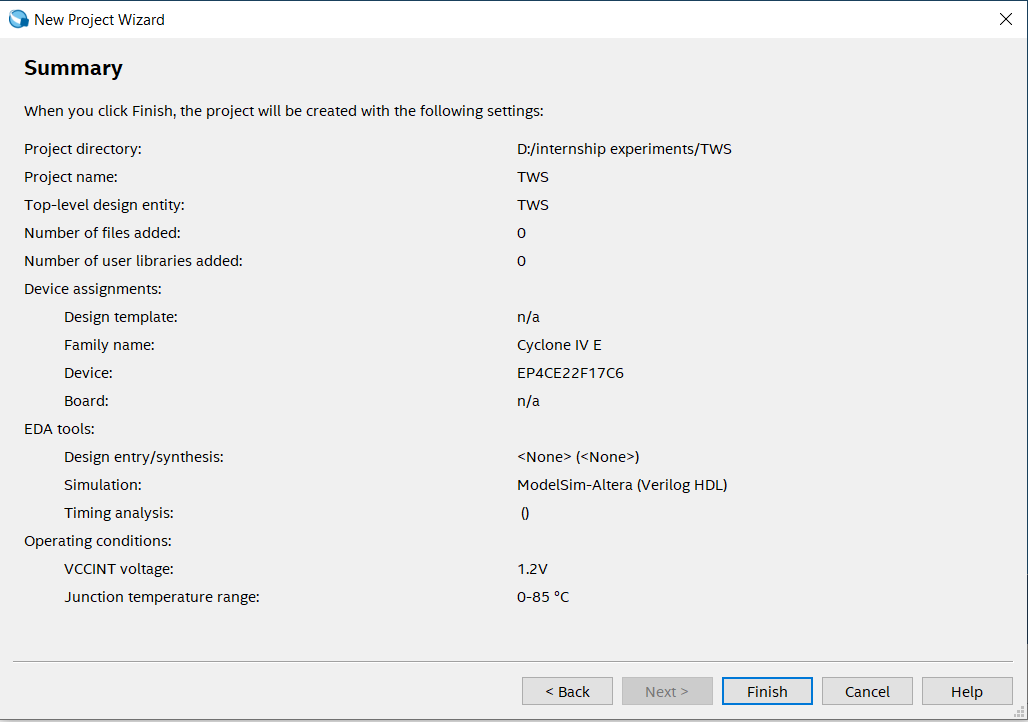 New Project Wizard
Summary
When you click Finish, the project will be created with the following settings:
Project directory: D:/internship experiments/TWS
Project name: TWS
Top-level design entity: TWS
Number of files added: 0
Number of user libraries added: 0
Device assignments:
Design template: n/a
Family name: Cyclone IV E
Device: EP4CE22F17C6
Board: n/a
EDA tools:
Design entry/synthesis: <None> (<None>)
Simulation: ModelSim-Altera (Verilog HDL)
Timing analysis: ()
Operating conditions:
VCCINT voltage: 1.2V
Junction temperature range: 0-85 °C
< Back Next > Finish Cancel Help